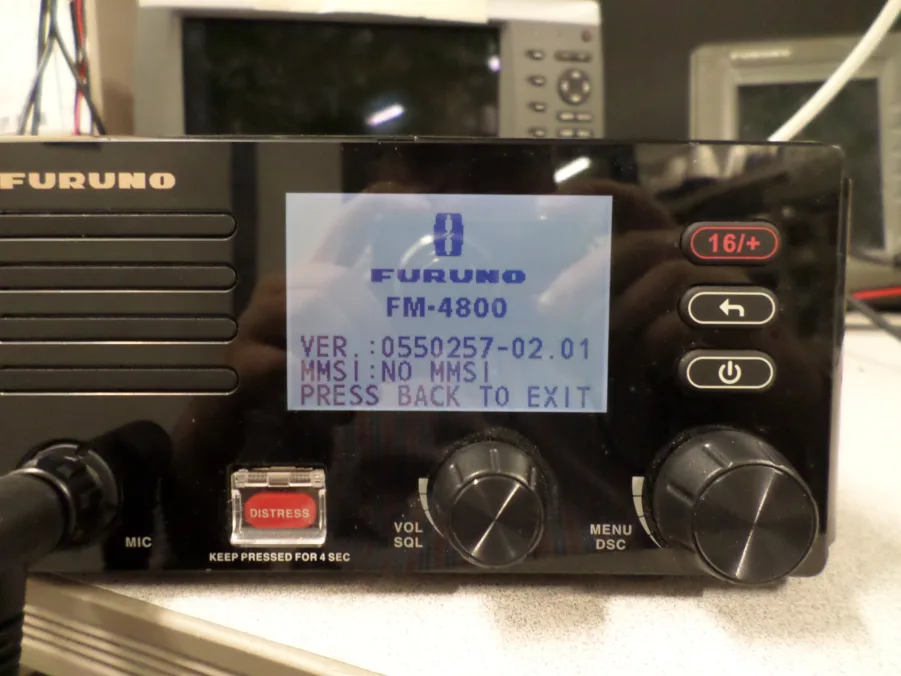 FURUNO
FURUNO
FM-4800
VER.:0550257-02.01
MMSI:NO MMSI
PRESS BACK TO EXIT
16/+
DISTRESS
MIC
KEEP PRESSED FOR 4 SEC
VOL
SQL
MENU
DSC